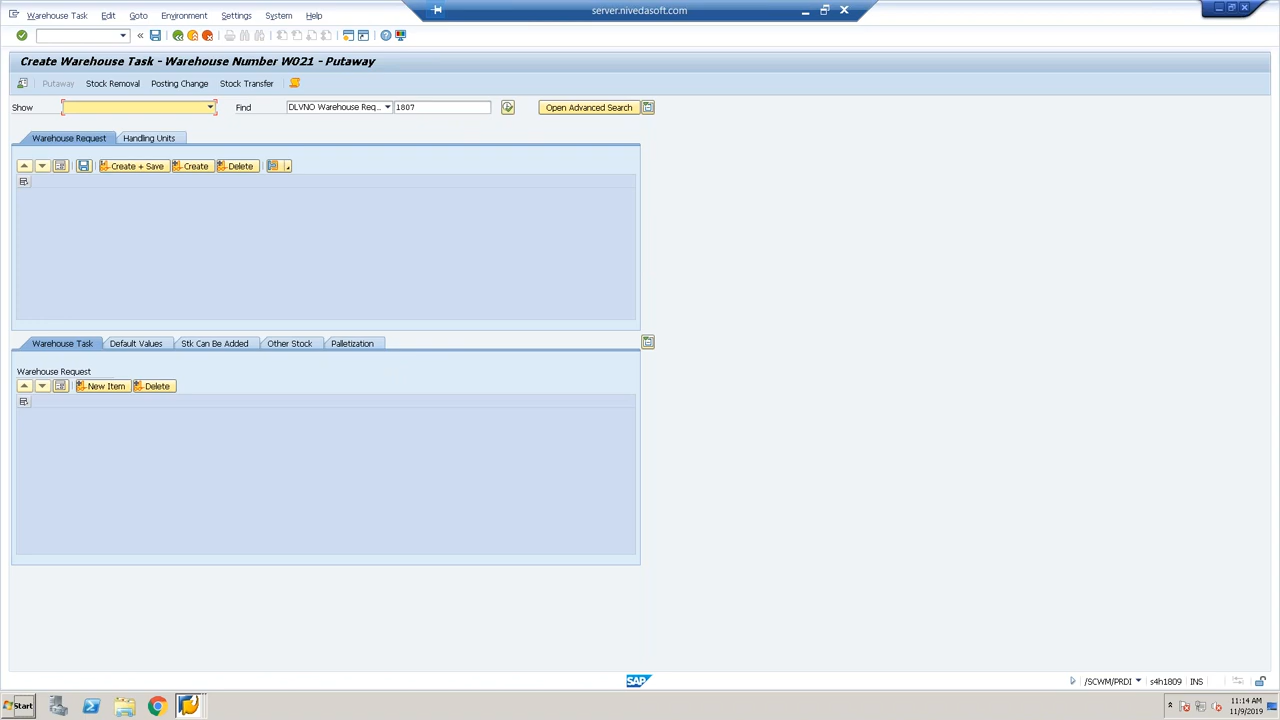 server.nivedasoft.com
Warehouse Task Edit Goto Environment Settings System Help
Create Warehouse Task - Warehouse Number W021 - Putaway
Putaway Stock Removal Posting Change Stock Transfer
Show Find DLVNO Warehouse Req... 1807 Open Advanced Search
Warehouse Request Handling Units
Create + Save Create Delete
Warehouse Task Default Values Stk Can Be Added Other Stock Palletization
Warehouse Request
New Item Delete
SAP /SCWM/PRDI s4h1809 INS
Start 11:14 AM
11/9/2019